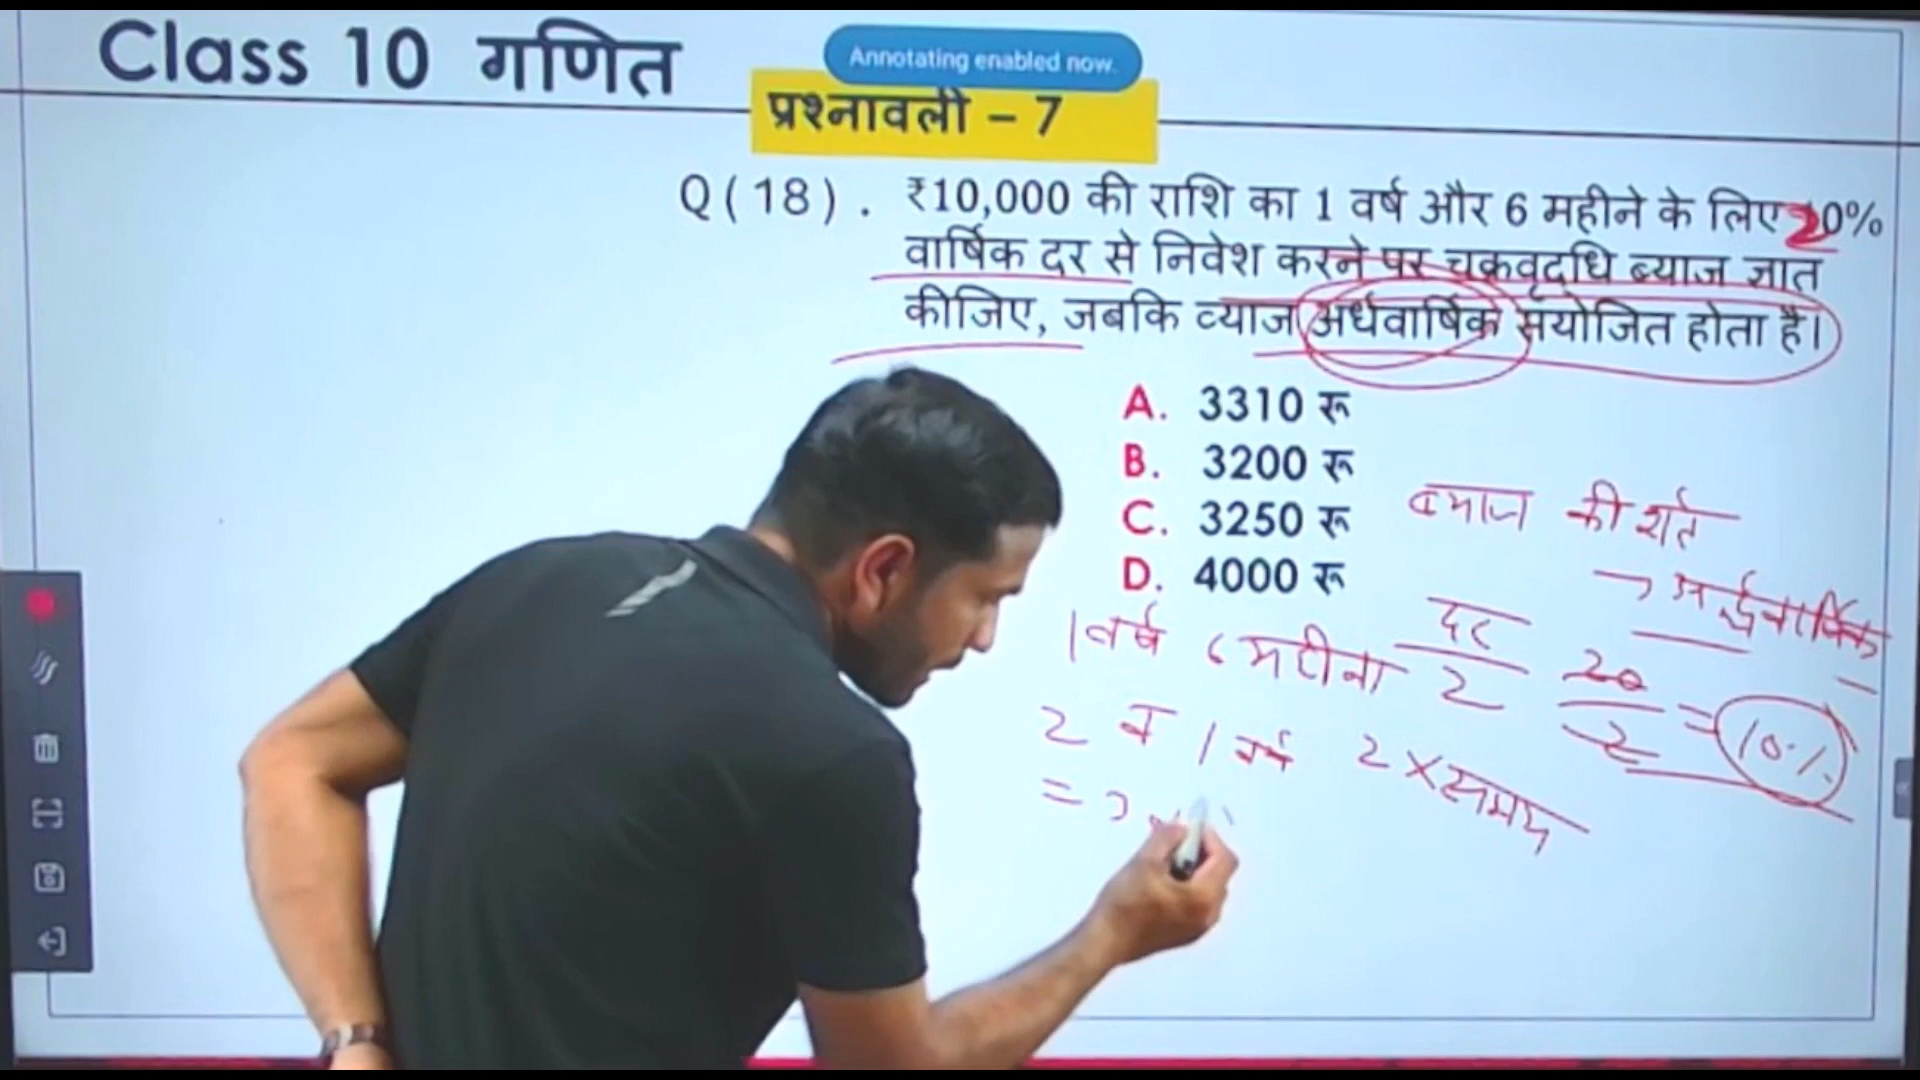 Class 10 गणित
Annotating enabled now.
प्रश्नावली – 7
Q(18). ₹10,000 की राशि का 1 वर्ष और 6 महीने के लिए 20%
वार्षिक दर से निवेश करने पर चक्रवृद्धि ब्याज ज्ञात
कीजिए, जबकि ब्याज अर्धवार्षिक संयोजित होता है।
A. 3310 रू
B. 3200 रू
C. 3250 रू
D. 4000 रू
ब्याज की शर्त
→ अर्द्धवार्षिक
1 वर्ष 6 महीना
दर
2
20
2
= 10%
2 × समय